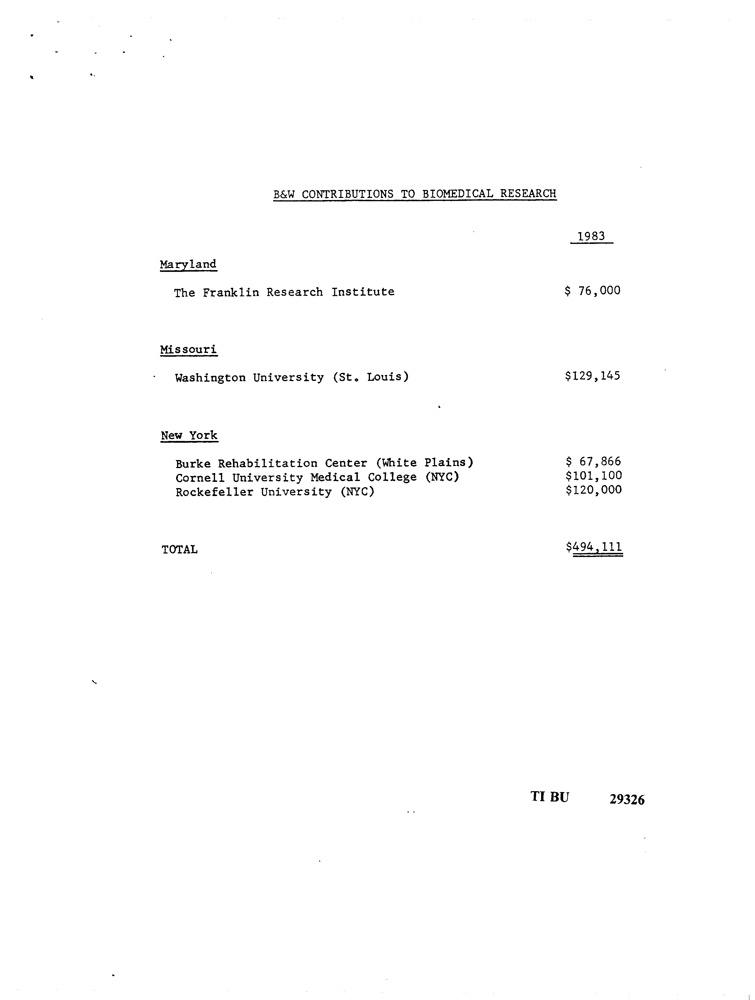 B&W CONTRIBUTIONS TO BIOMEDICAL RESEARCH
1983
Maryland
The Franklin Research Institute $ 76,000
Missouri
Washington University (St. Louis) $129,145
New York
Burke Rehabilitation Center (White Plains) $ 67,866
Cornell University Medical College (NYC) $101,100
Rockefeller University (NYC) $120,000
TOTAL $494,111
TI BU 29326